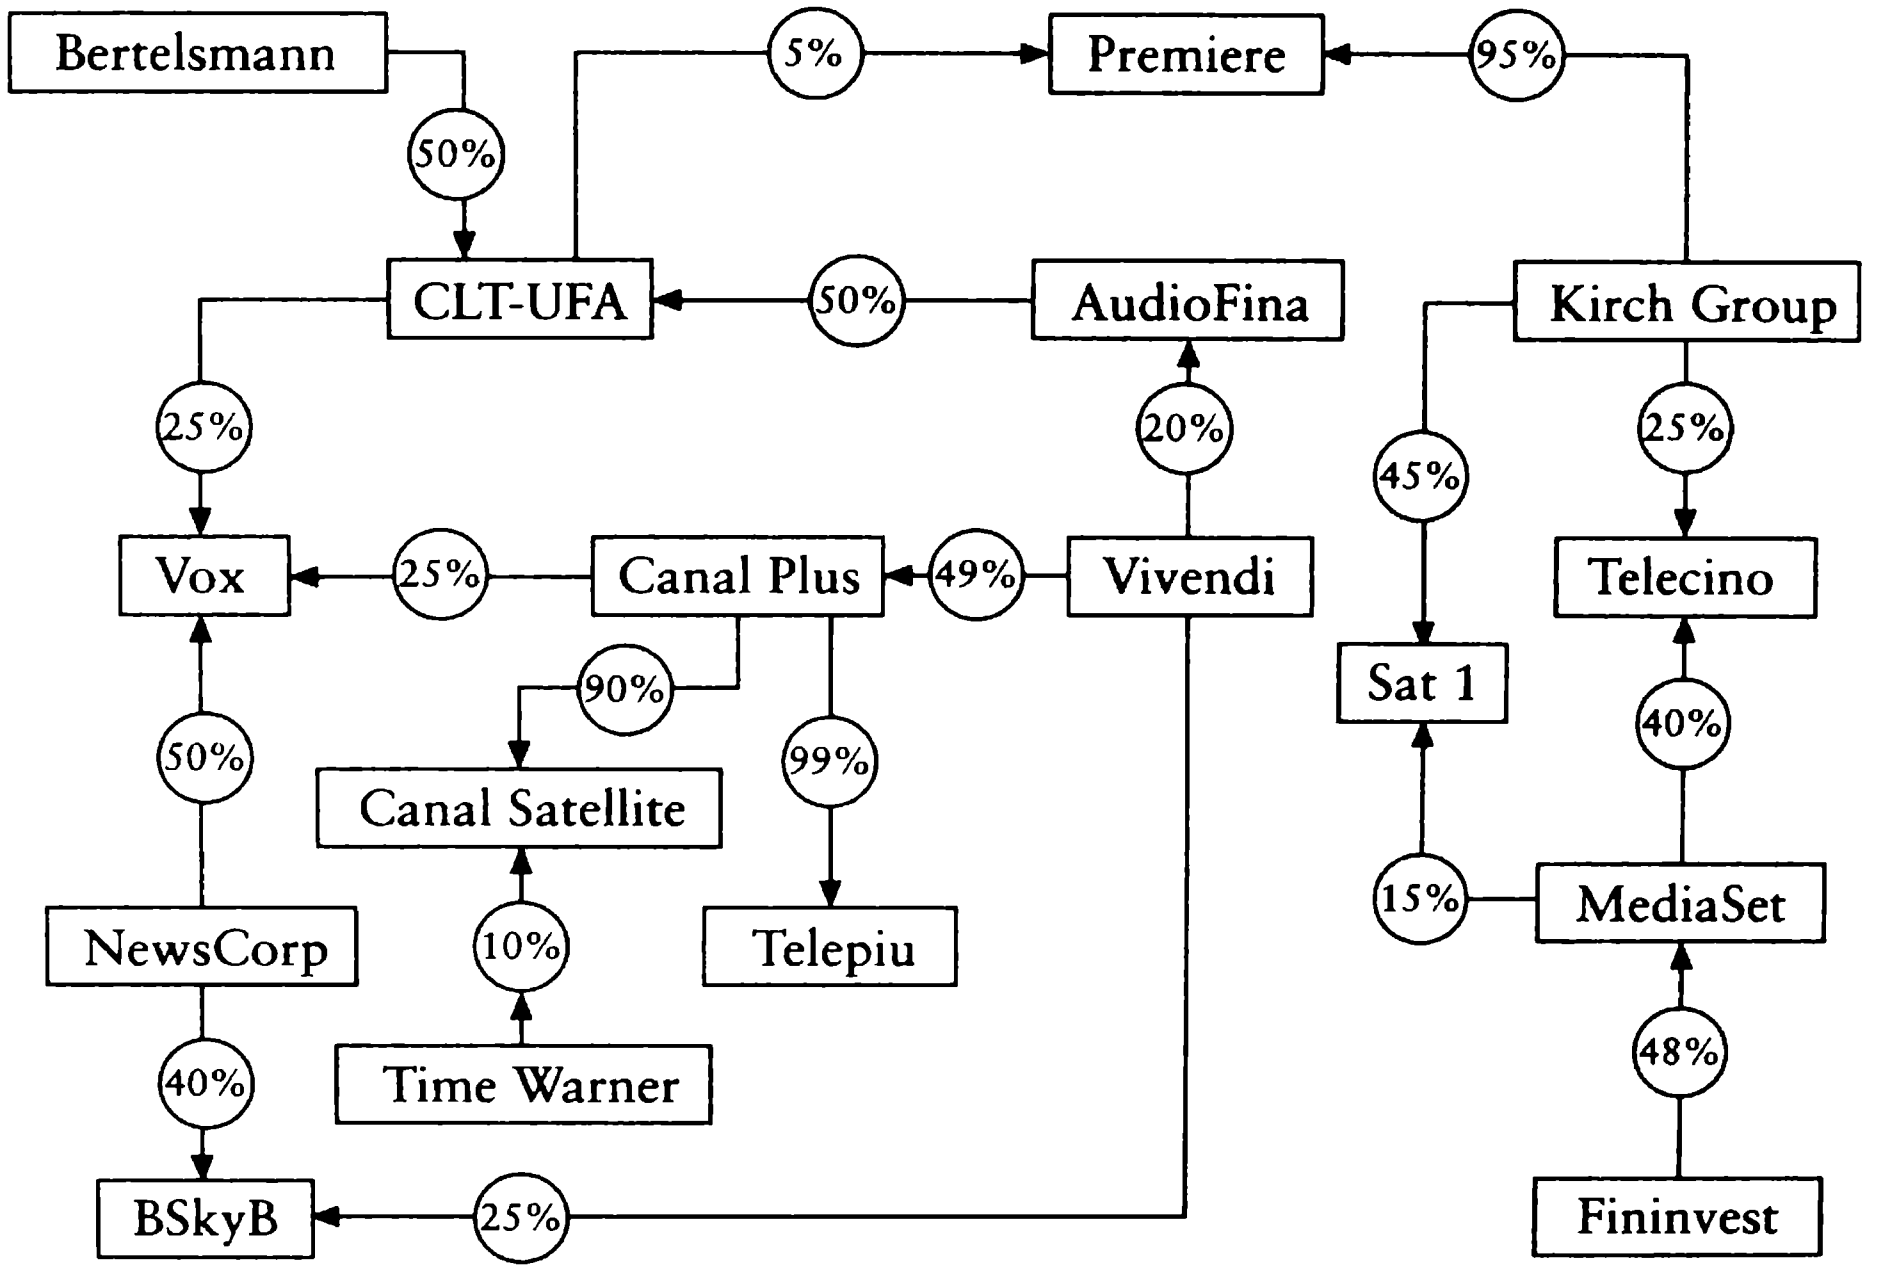 Bertelsmann
5%
Premiere
95%
50%
CLT-UFA
50%
AudioFina
Kirch Group
25%
20%
25%
45%
Vox
25%
Canal Plus
49%
Vivendi
Telecino
90%
Sat 1
50%
99%
40%
Canal Satellite
NewsCorp
10%
Telepiu
15%
MediaSet
40%
Time Warner
48%
BSkyB
25%
Fininvest